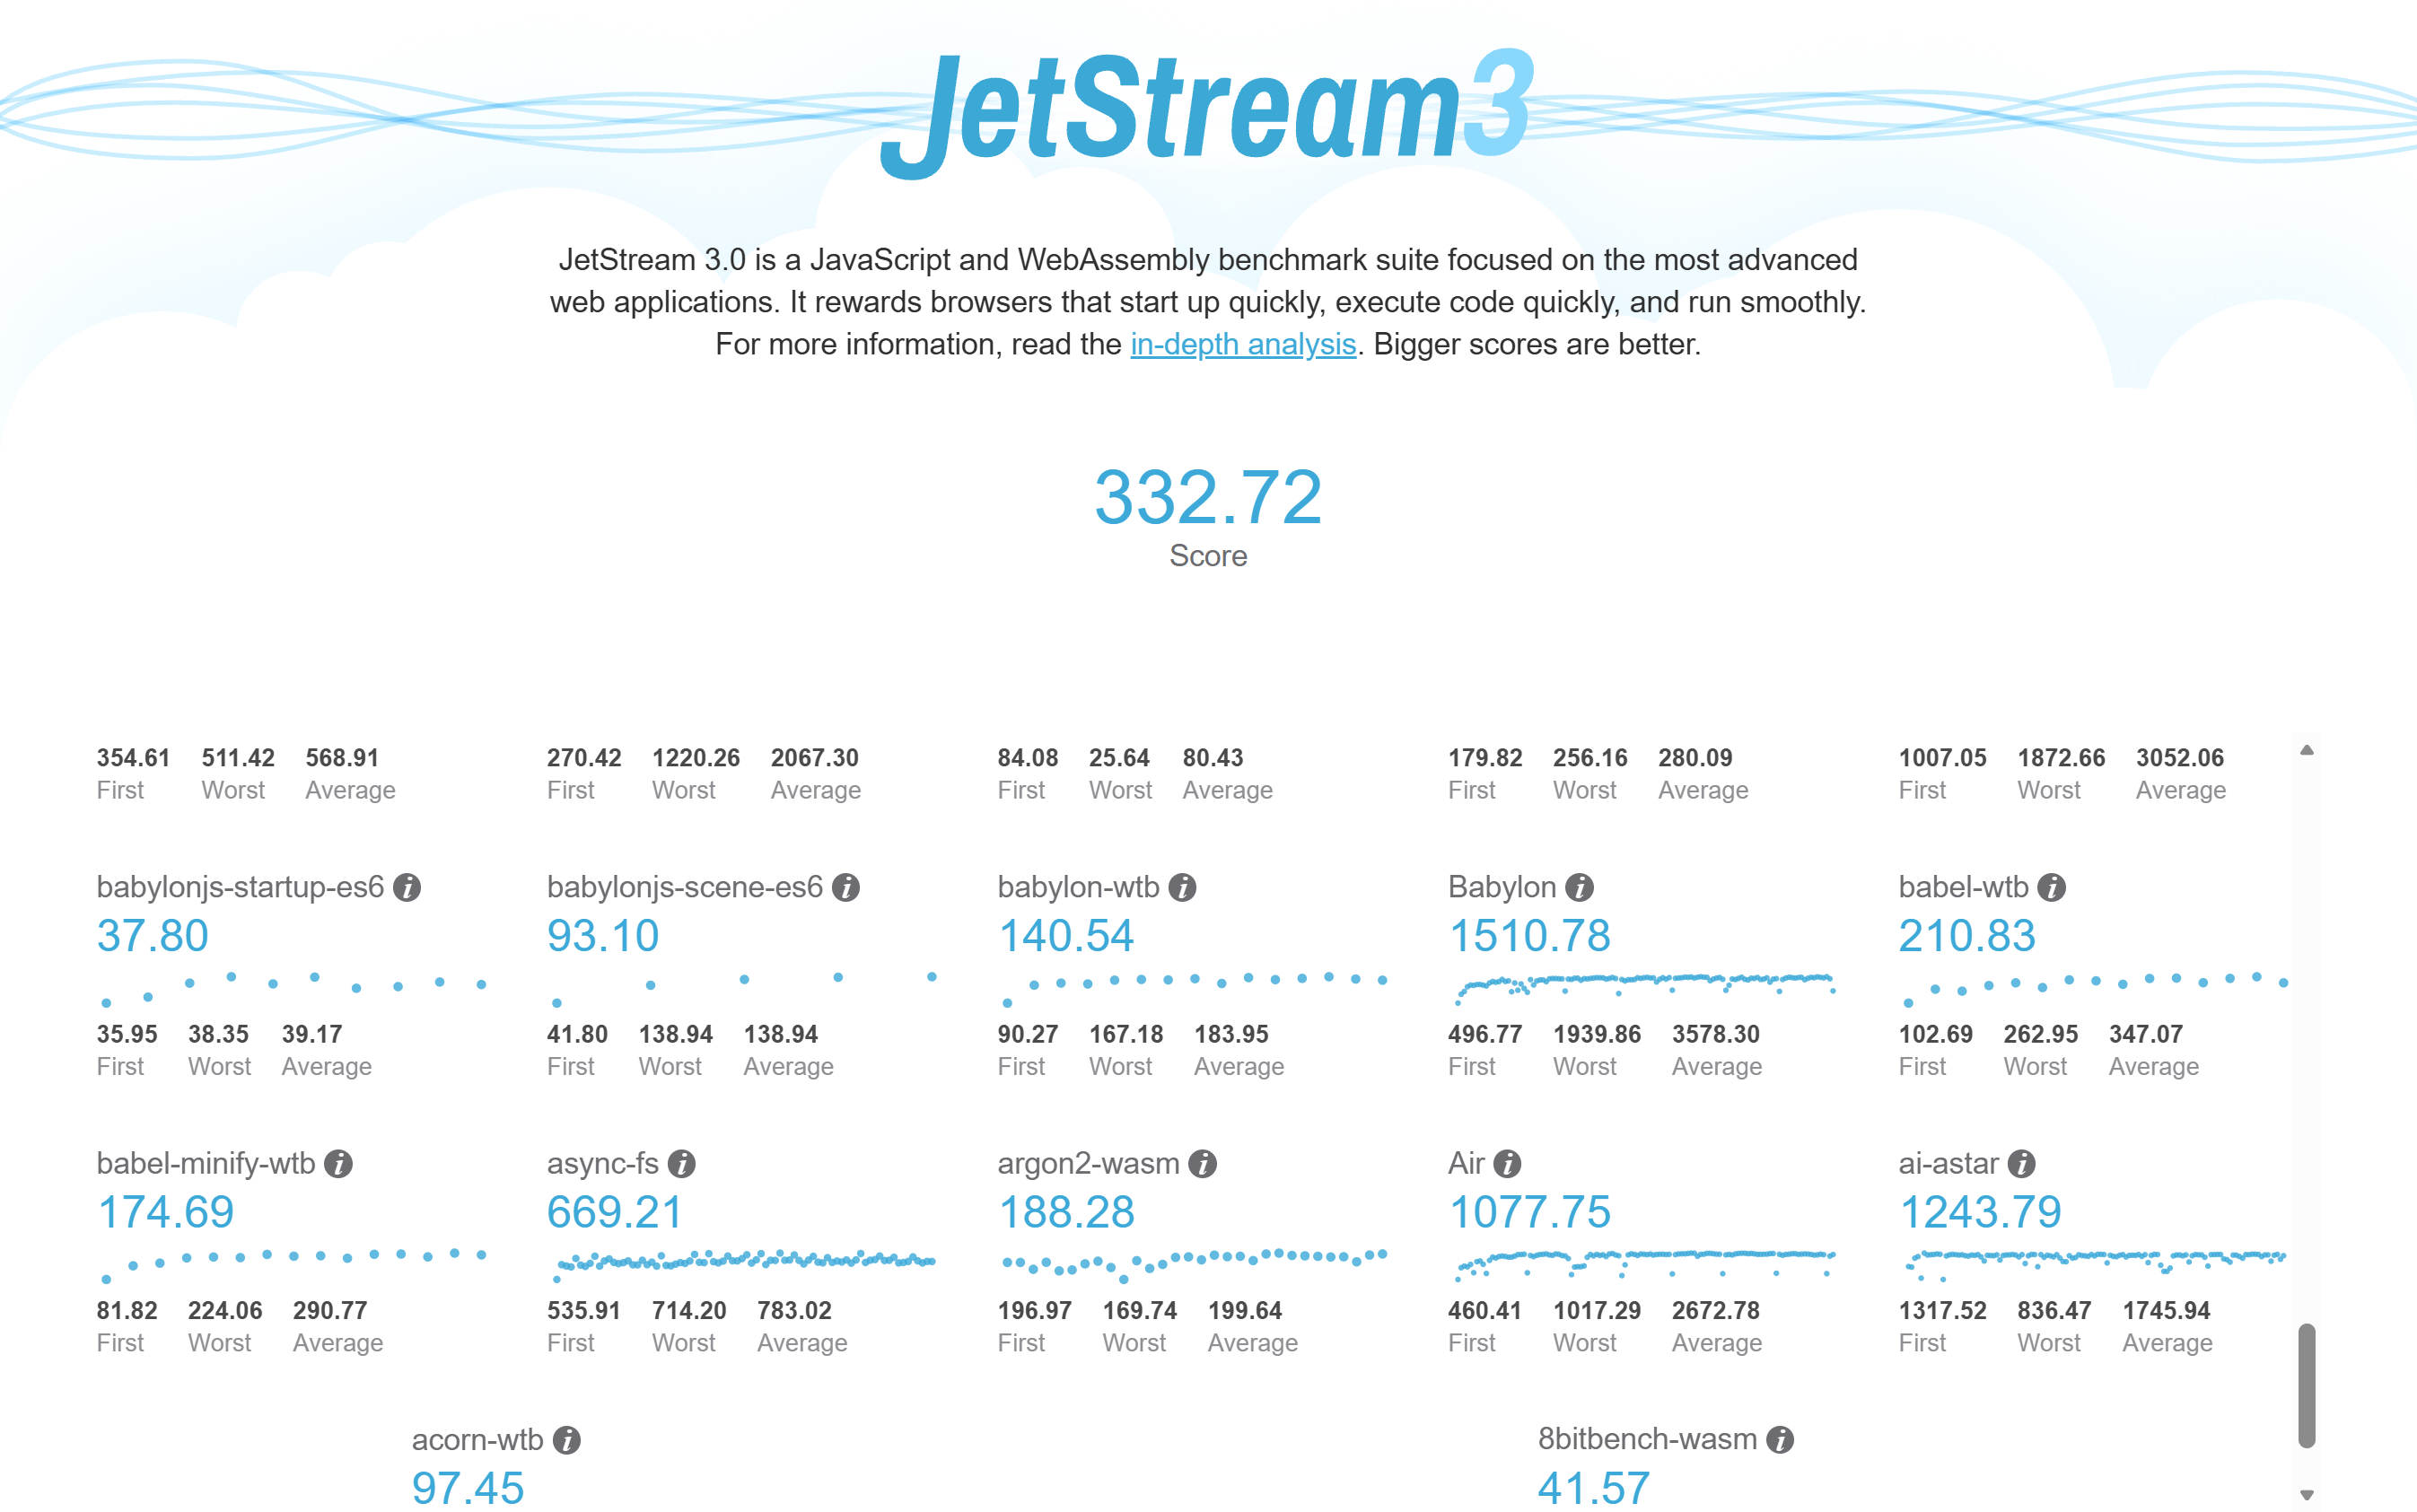 JetStream3
JetStream 3.0 is a JavaScript and WebAssembly benchmark suite focused on the most advanced
web applications. It rewards browsers that start up quickly, execute code quickly, and run smoothly.
For more information, read the in-depth analysis. Bigger scores are better.
332.72
Score
354.61 511.42 568.91 270.42 1220.26 2067.30 84.08 25.64 80.43 179.82 256.16 280.09 1007.05 1872.66 3052.06
First Worst Average First Worst Average First Worst Average First Worst Average First Worst Average
babylonjs-startup-es6 i babylonjs-scene-es6 i babylon-wtb i Babylon i babel-wtb i
37.80 93.10 140.54 1510.78 210.83
35.95 38.35 39.17 41.80 138.94 138.94 90.27 167.18 183.95 496.77 1939.86 3578.30 102.69 262.95 347.07
First Worst Average First Worst Average First Worst Average First Worst Average First Worst Average
babel-minify-wtb i async-fs i argon2-wasm i Air i ai-astar i
174.69 669.21 188.28 1077.75 1243.79
81.82 224.06 290.77 535.91 714.20 783.02 196.97 169.74 199.64 460.41 1017.29 2672.78 1317.52 836.47 1745.94
First Worst Average First Worst Average First Worst Average First Worst Average First Worst Average
acorn-wtb i 8bitbench-wasm i
97.45 41.57